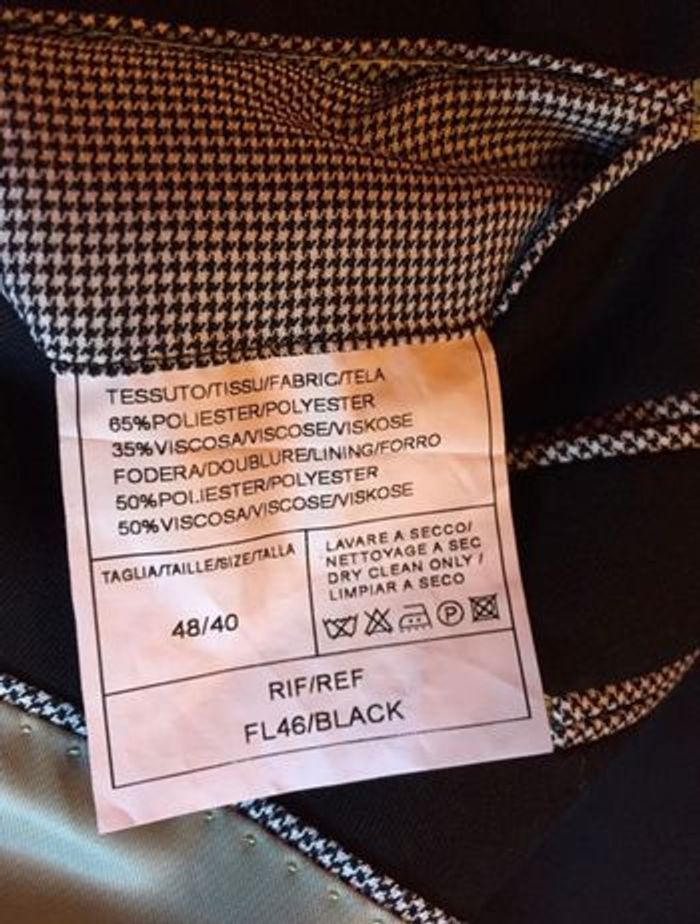 TESSUTO/TISSU/FABRIC/TELA
65%POLIESTER/POLYESTER
35%VISCOSA/VISCOSE/VISKOSE
FODERA/DOUBLURE/LINING/FORRO
50%POLIESTER/POLYESTER
50%VISCOSA/VISCOSE/VISKOSE
TAGLIA/TAILLE/SIZE/TALLA
48/40
LAVARE A SECCO/
NETTOYAGE A SEC
DRY CLEAN ONLY /
LIMPIAR A SECO
P
RIF/REF
FL46/BLACK